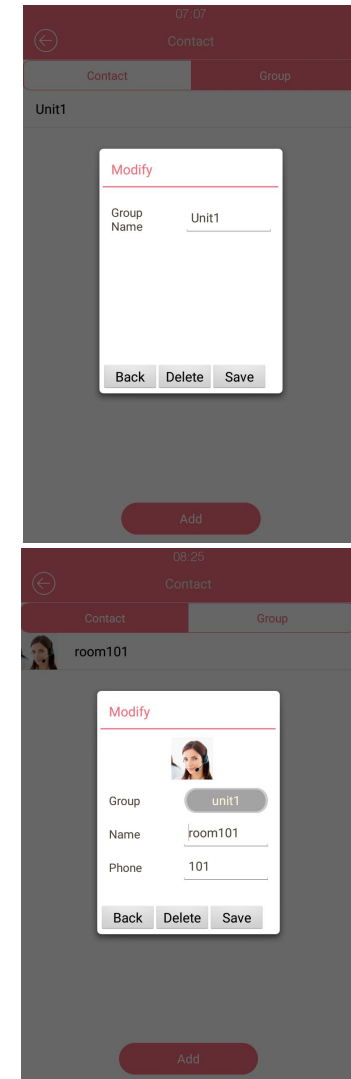 07:07
Contact
Contact Group
Unit1
Modify
Group
Name
Unit1
Back Delete Save
Add
08:25
Contact
Contact Group
room101
Modify
Group unit1
Name room101
Phone 101
Back Delete Save
Add